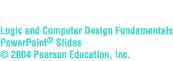 Logic and Computer Design Fundamentals
PowerPoint® Slides
© 2004 Pearson Education, Inc.